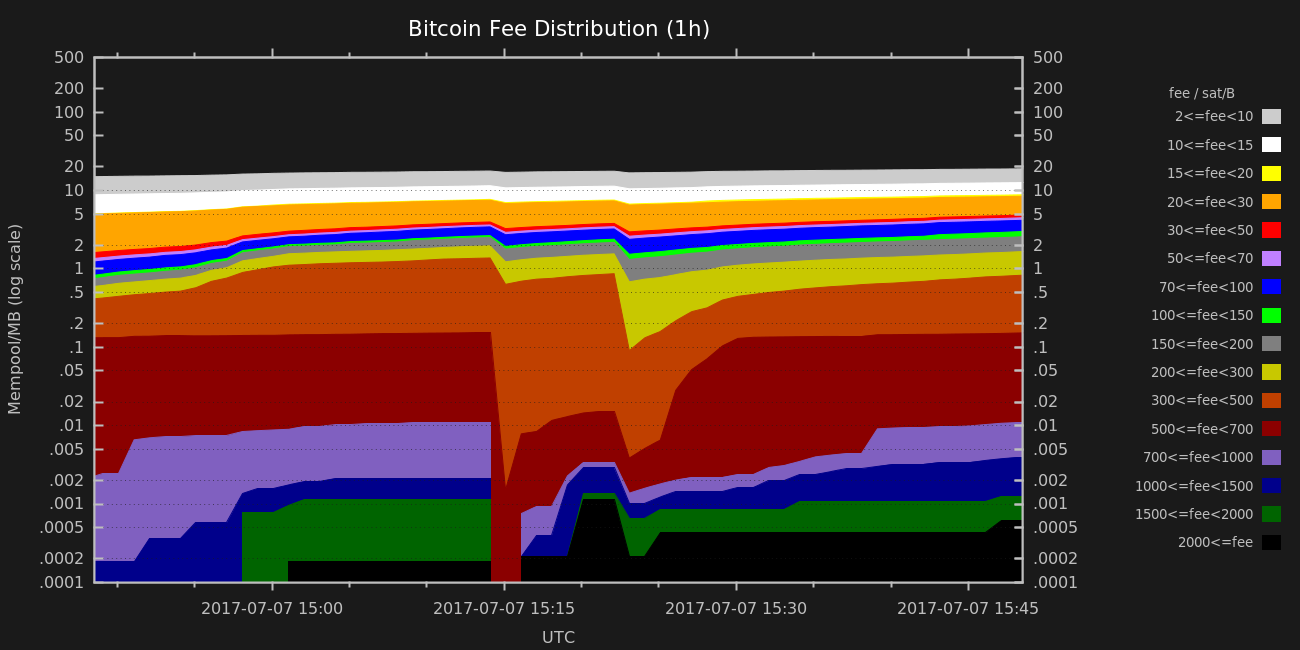 Bitcoin Fee Distribution (1h)
500
200
100
50
20
10
5
2
1
.5
.2
.1
.05
.02
.01
.005
.002
.001
.0005
.0002
.0001
Mempool/MB (log scale)
500
200
100
50
20
10
5
2
1
.5
.2
.1
.05
.02
.01
.005
.002
.001
.0005
.0002
.0001
2017-07-07 15:00
2017-07-07 15:15
2017-07-07 15:30
2017-07-07 15:45
UTC
fee / sat/B
2<=fee<10
10<=fee<15
15<=fee<20
20<=fee<30
30<=fee<50
50<=fee<70
70<=fee<100
100<=fee<150
150<=fee<200
200<=fee<300
300<=fee<500
500<=fee<700
700<=fee<1000
1000<=fee<1500
1500<=fee<2000
2000<=fee